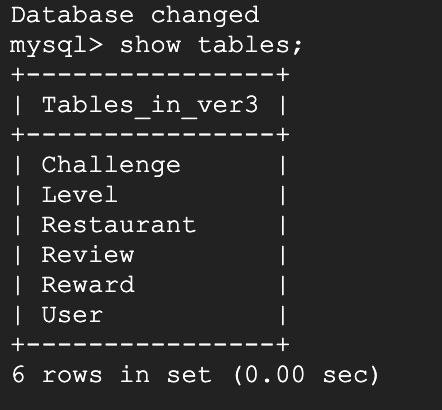 Database changed
mysql> show tables;
+----------------+
| Tables_in_ver3 |
+----------------+
| Challenge      |
| Level          |
| Restaurant     |
| Review         |
| Reward         |
| User           |
+----------------+
6 rows in set (0.00 sec)